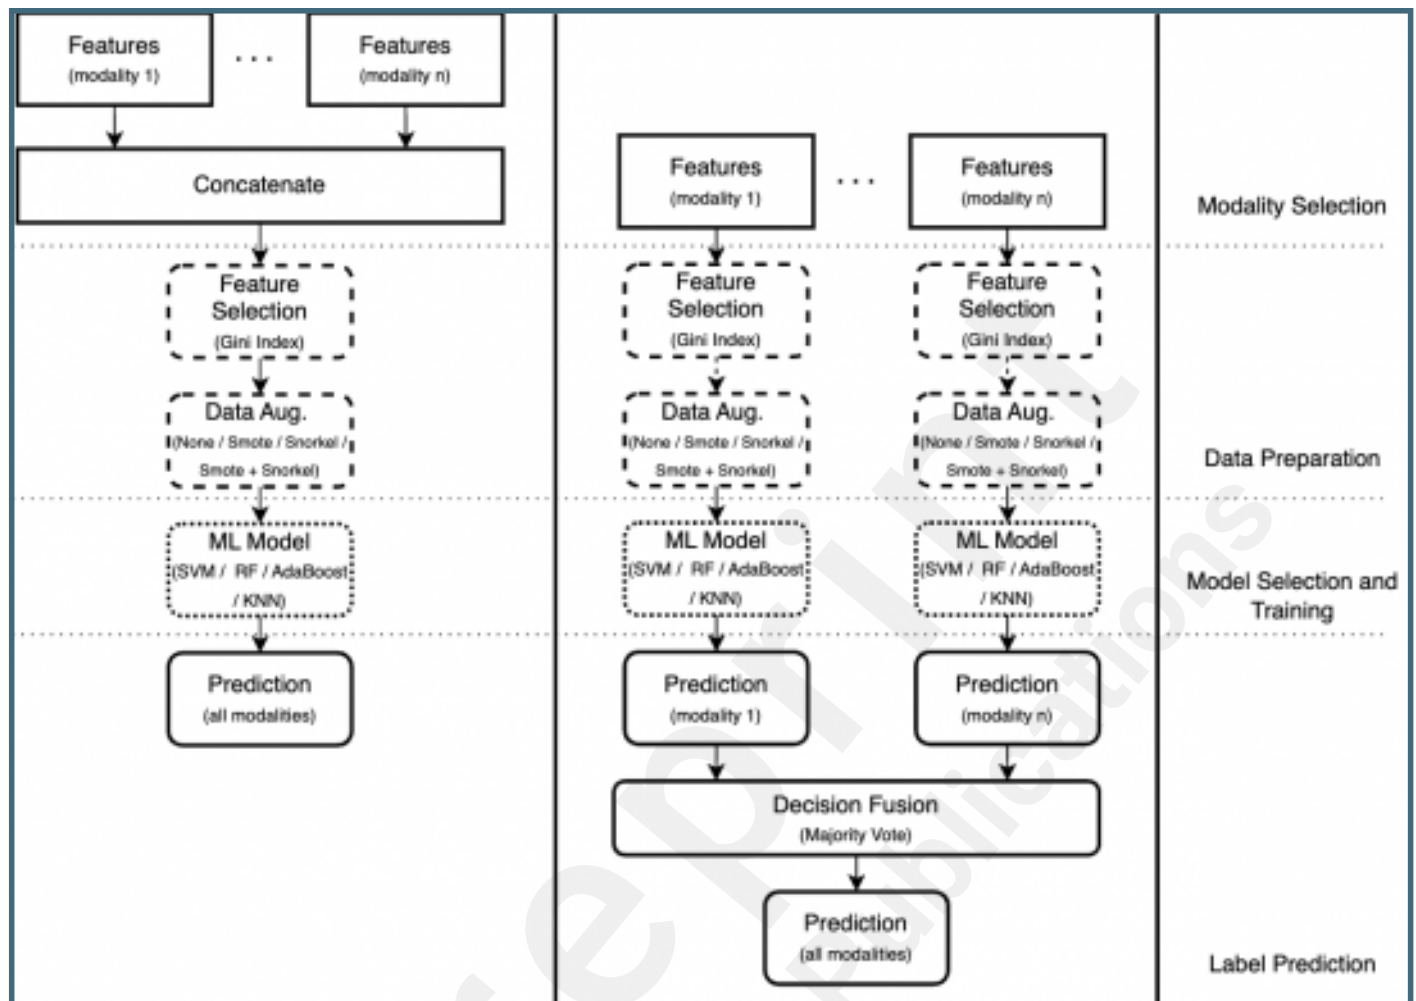 Features
(modality 1)
. . .
Features
(modality n)
Concatenate
Feature
Selection
(Gini Index)
Data Aug.
(None / Smote / Snorkel /
Smote + Snorkel)
ML Model
(SVM / RF / AdaBoost
/ KNN)
Prediction
(all modalities)
Features
(modality 1)
. . .
Features
(modality n)
Feature
Selection
(Gini Index)
Feature
Selection
(Gini Index)
Data Aug.
(None / Smote / Snorkel /
Smote + Snorkel)
Data Aug.
(None / Smote / Snorkel /
Smote + Snorkel)
ML Model
(SVM / RF / AdaBoost
/ KNN)
ML Model
(SVM / RF / AdaBoost
/ KNN)
Prediction
(modality 1)
Prediction
(modality n)
Decision Fusion
(Majority Vote)
Prediction
(all modalities)
Modality Selection
Data Preparation
Model Selection and
Training
Label Prediction
eprint
publications